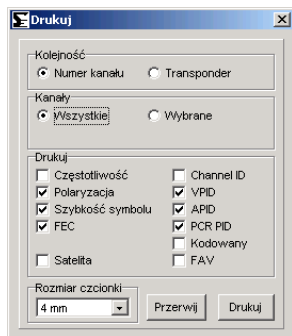 Drukuj
Kolejność
Numer kanału Transponder
Kanały
Wszystkie Wybrane
Drukuj
Częstotliwość Channel ID
Polaryzacja VPID
Szybkość symbolu APID
FEC PCR PID
Kodowany
Satelita FAV
Rozmiar czcionki
4 mm Przerwij Drukuj